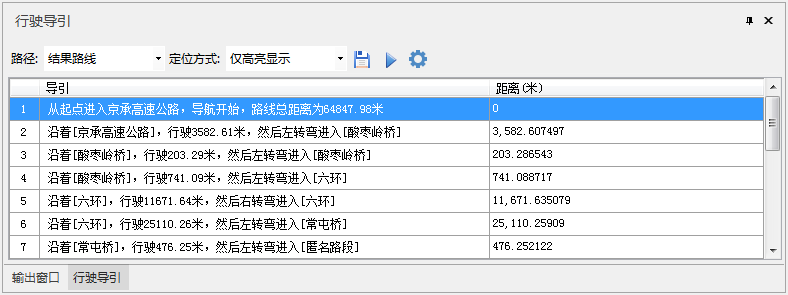 行驶导引
路径: 结果路线 定位方式: 仅高亮显示
导引 距离(米)
1 从起点进入京承高速公路，导航开始，路线总距离为64847.98米 0
2 沿着[京承高速公路]，行驶3582.61米，然后左转弯进入[酸枣岭桥] 3,582.607497
3 沿着[酸枣岭桥]，行驶203.29米，然后左转弯进入[酸枣岭桥] 203.286543
4 沿着[酸枣岭桥]，行驶741.09米，然后左转弯进入[六环] 741.088717
5 沿着[六环]，行驶11671.64米，然后右转弯进入[六环] 11,671.635079
6 沿着[六环]，行驶25110.26米，然后左转弯进入[常屯桥] 25,110.25909
7 沿着[常屯桥]，行驶476.25米，然后左转弯进入[匿名路段] 476.252122
输出窗口 行驶导引